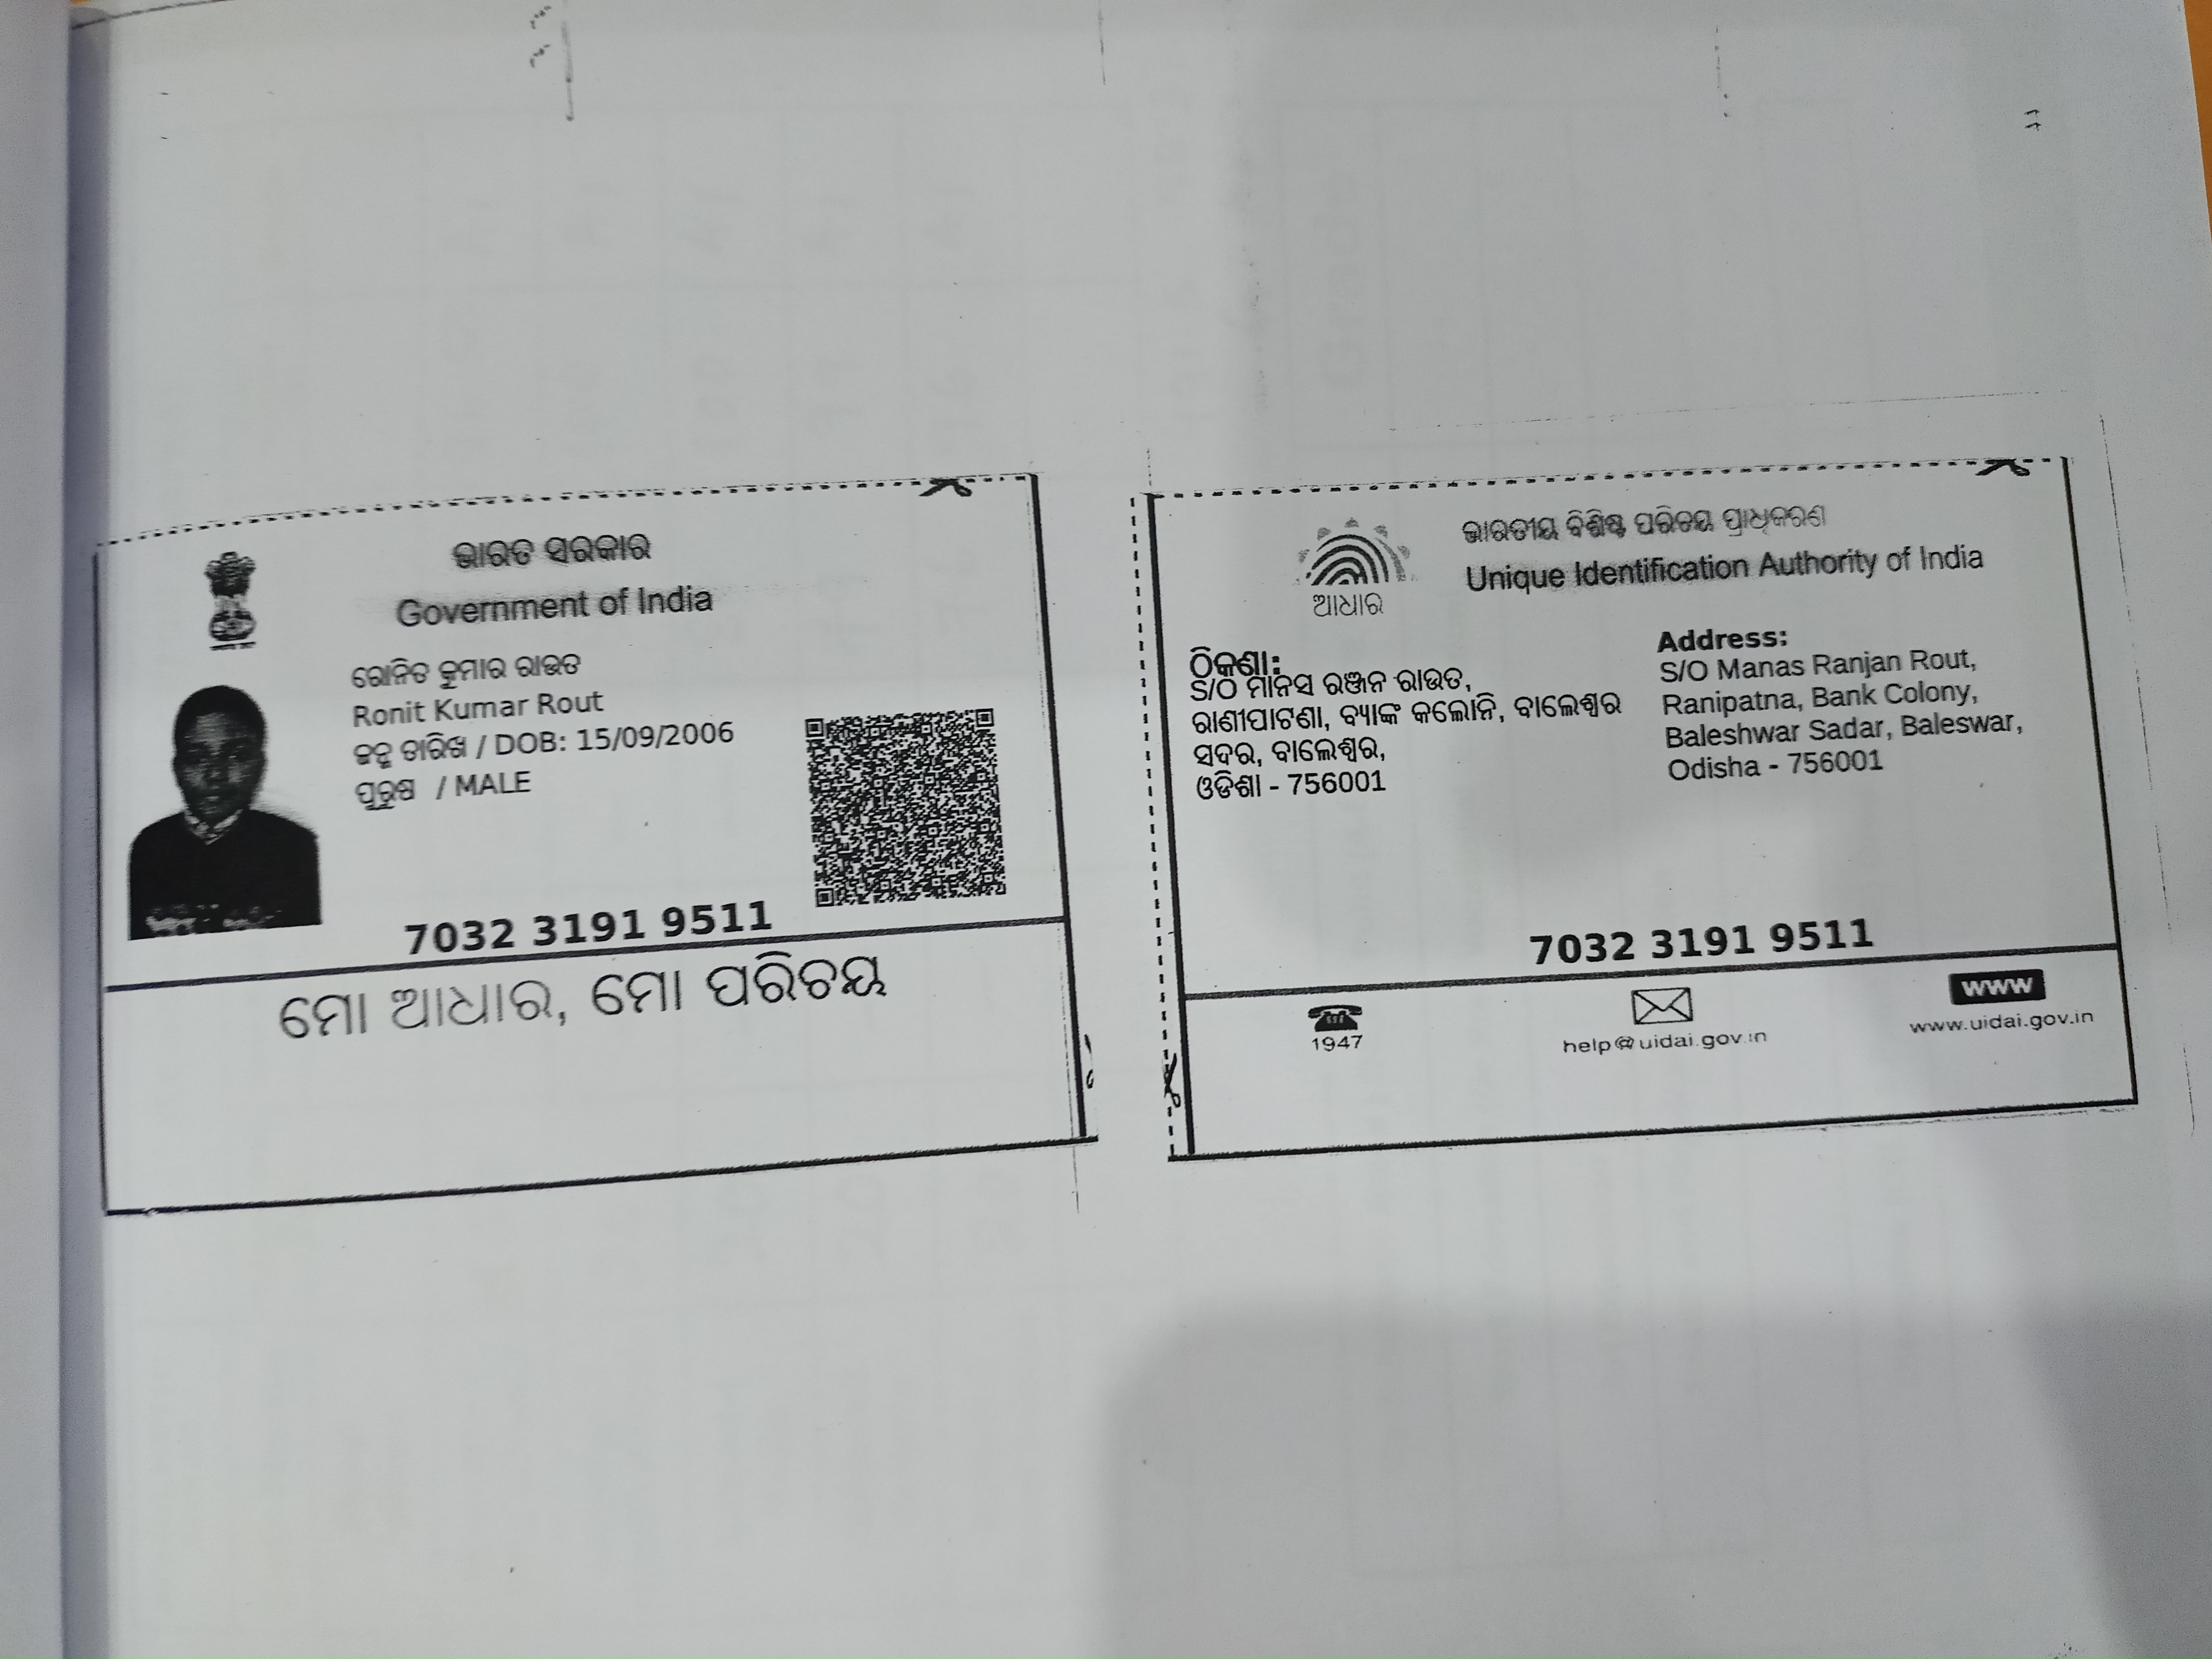 ଭାରତ ସରକାର
Government of India
ରୋନିତ କୁମାର ରାଉତ
Ronit Kumar Rout
ଜନ୍ମ ତାରିଖ / DOB: 15/09/2006
ପୁରୁଷ / MALE
7032 3191 9511
ମୋ ଆଧାର, ମୋ ପରିଚୟ
ଭାରତୀୟ ବିଶିଷ୍ଟ ପରିଚୟ ପ୍ରାଧିକରଣ
Unique Identification Authority of India
ଆଧାର
ଠିକଣା:
S/O ମାନସ ରଞ୍ଜନ ରାଉତ,
ରାଣୀପାଟଣା, ବ୍ୟାଙ୍କ କଲୋନି, ବାଲେଶ୍ଵର
ସଦର, ବାଲେଶ୍ଵର,
ଓଡିଶା - 756001
Address:
S/O Manas Ranjan Rout,
Ranipatna, Bank Colony,
Baleshwar Sadar, Baleswar,
Odisha - 756001
7032 3191 9511
1947
help@uidai.gov.in
www
www.uidai.gov.in